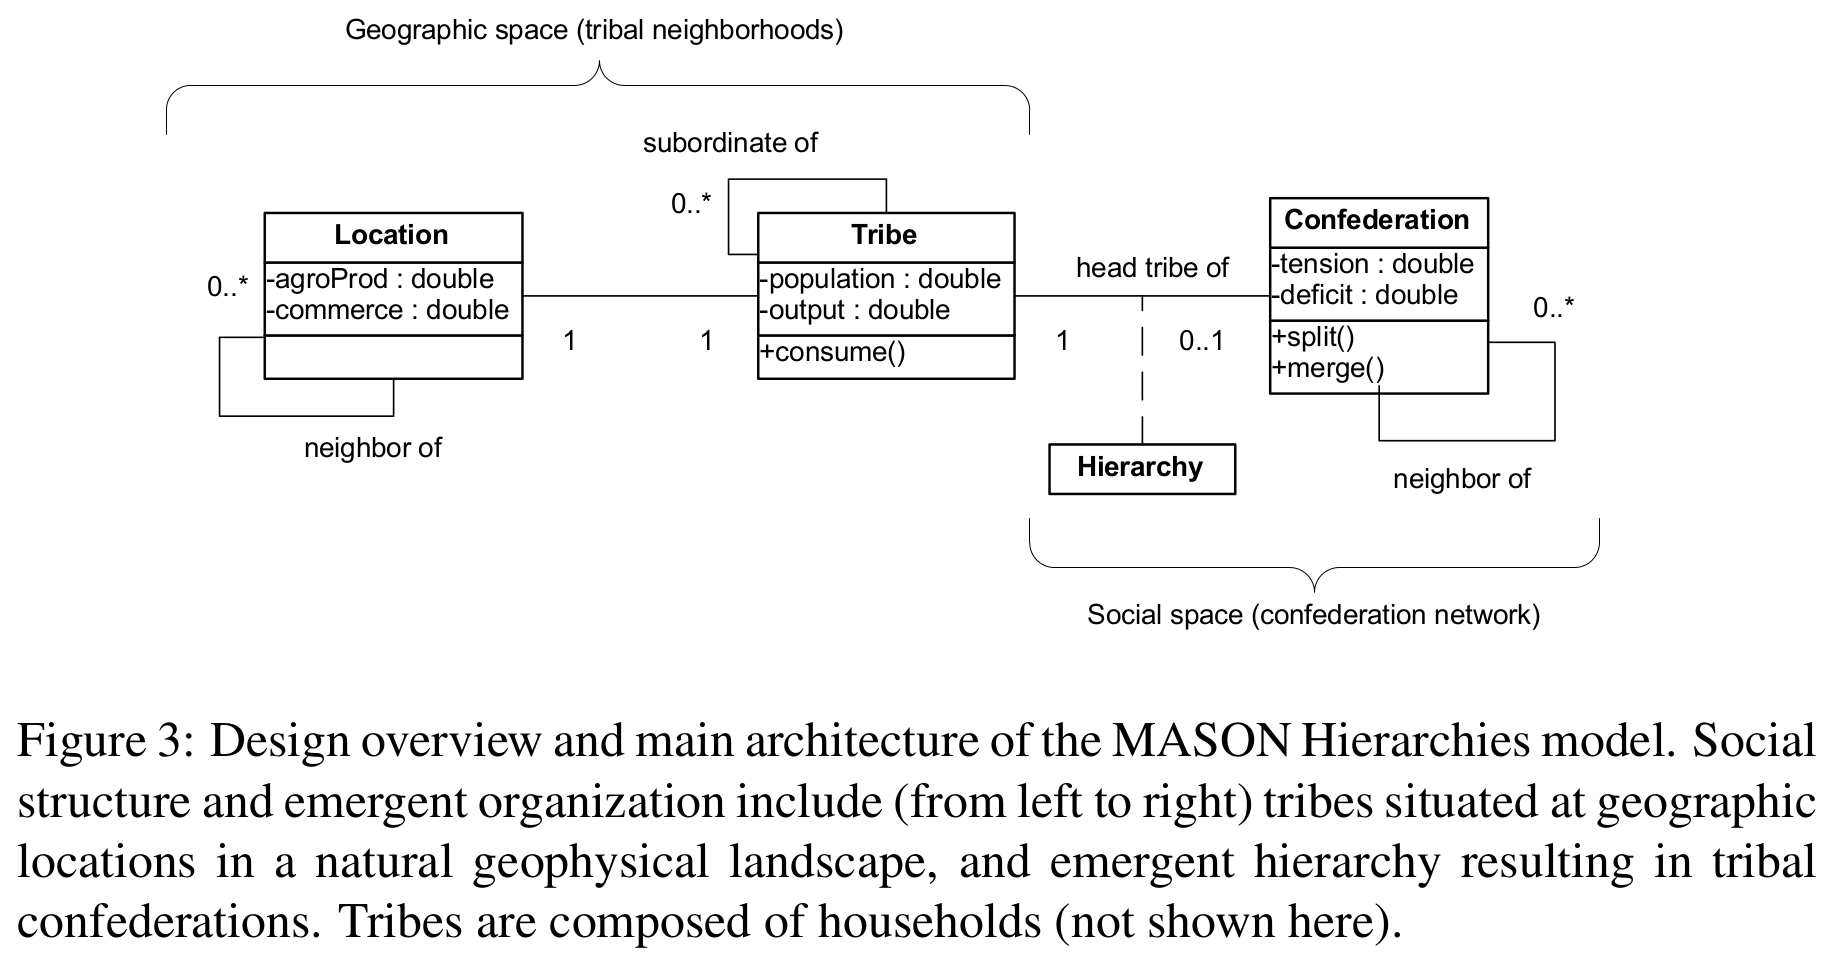 Geographic space (tribal neighborhoods)
subordinate of
0..*
Location
-agroProd : double
-commerce : double
0..*
neighbor of
1
1
Tribe
-population : double
-output : double
+consume()
head tribe of
1
0..1
Hierarchy
Confederation
-tension : double
-deficit : double
+split()
+merge()
0..*
neighbor of
Social space (confederation network)
Figure 3: Design overview and main architecture of the MASON Hierarchies model. Social
structure and emergent organization include (from left to right) tribes situated at geographic
locations in a natural geophysical landscape, and emergent hierarchy resulting in tribal
confederations. Tribes are composed of households (not shown here).